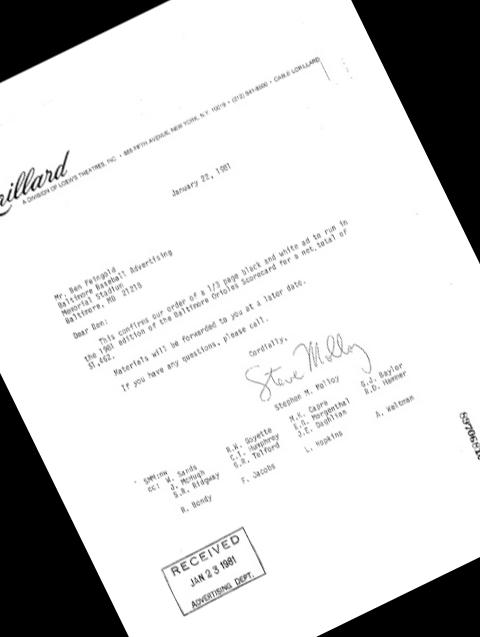 rillard
A DIVISION OF LOEW'S THEATRES, INC. • 666 FIFTH AVENUE, NEW YORK, N.Y. 10019 • (212) 841-8000 • CABLE LORILLARD
January 22, 1981
Mr. Ben Feingold
Baltimore Baseball Advertising
Memorial Stadium
Baltimore, MD 21218
Dear Ben:
This confirms our order of a 1/3 page black and white ad to run in
the 1981 edition of the Baltimore Orioles Scorecard for a net total of
$1,462.
Materials will be forwarded to you at a later date.
If you have any questions, please call.
Cordially,
Steve Molloy
Stephen M. Molloy
SMM:mw
cc: W. Sands R.W. Goyette M.K. Capra G.J. Baylor
J. McHugh C.I. Humphrey E.O. Morgenthal R.D. Hammer
S.R. Ridgway G.R. Telford J.E. Daghlian
R. Bondy F. Jacobs L. Hopkins A. Weltman
RECEIVED
JAN 23 1981
ADVERTISING DEPT.